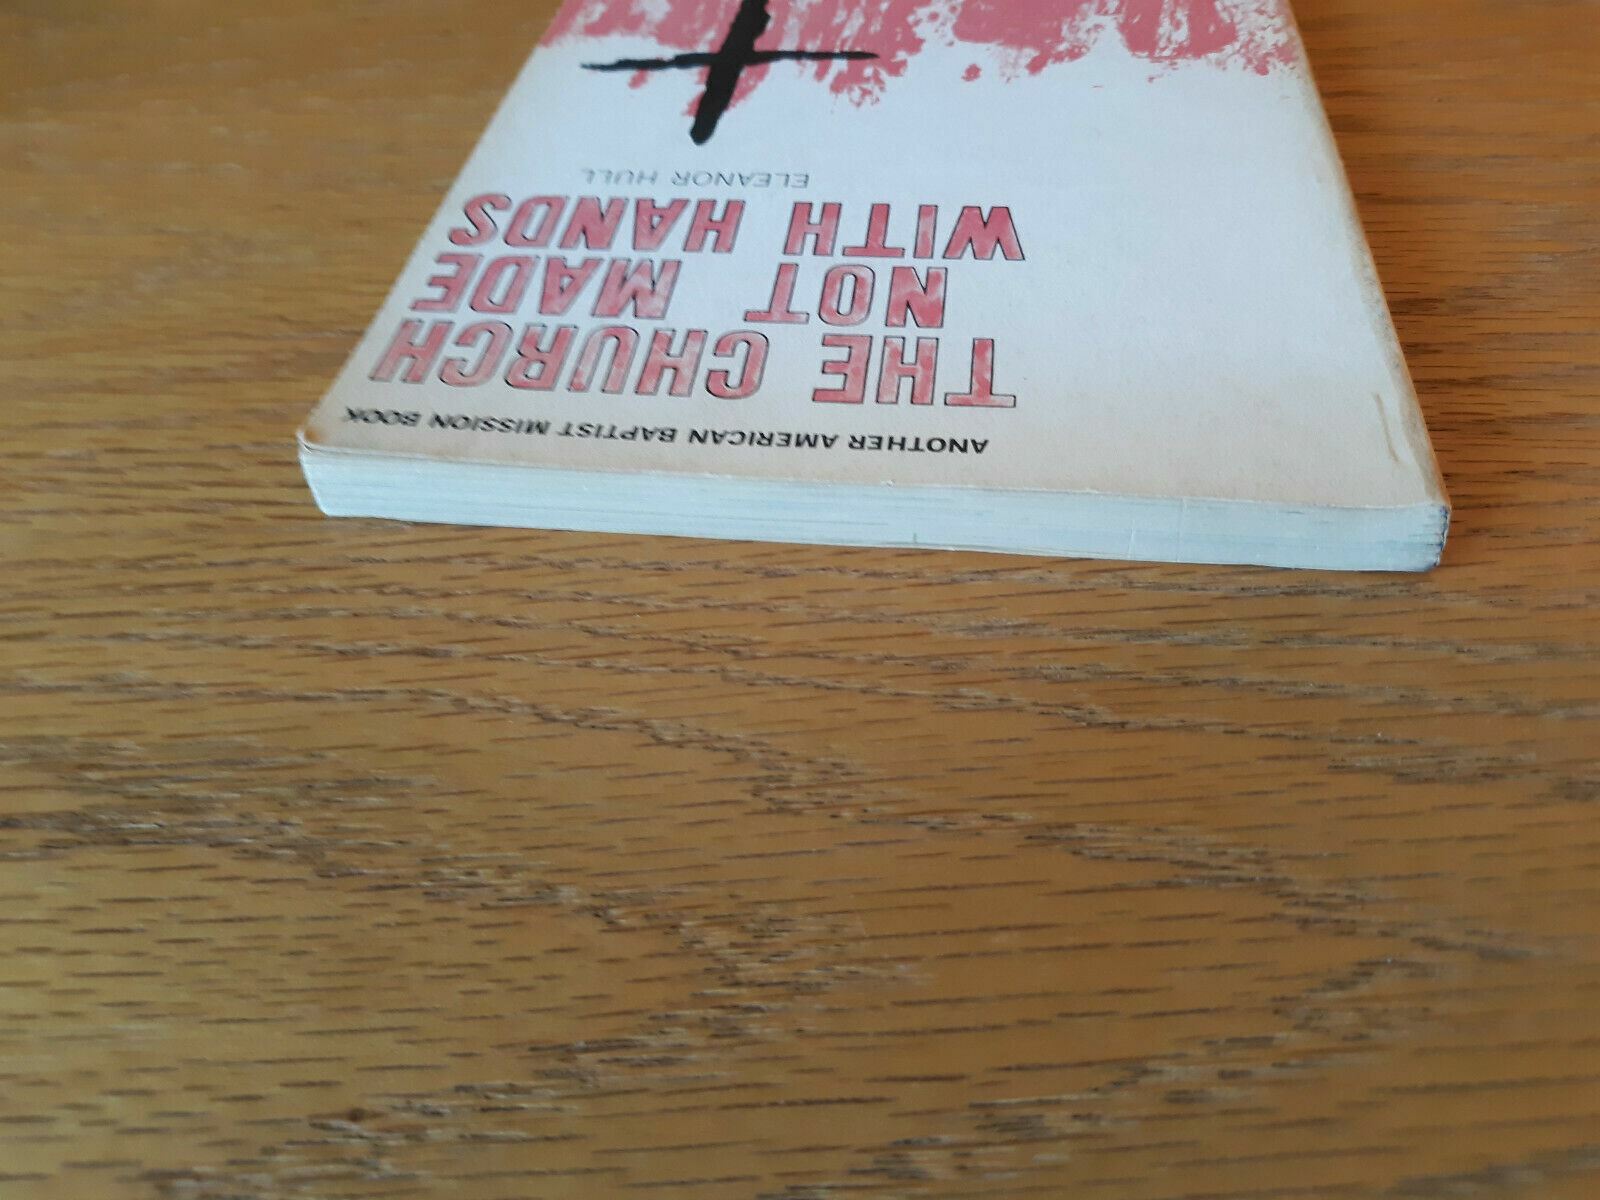 ANOTHER AMERICAN BAPTIST MISSION BOOK
THE CHURCH
NOT MADE
WITH HANDS
ELEANOR HULL